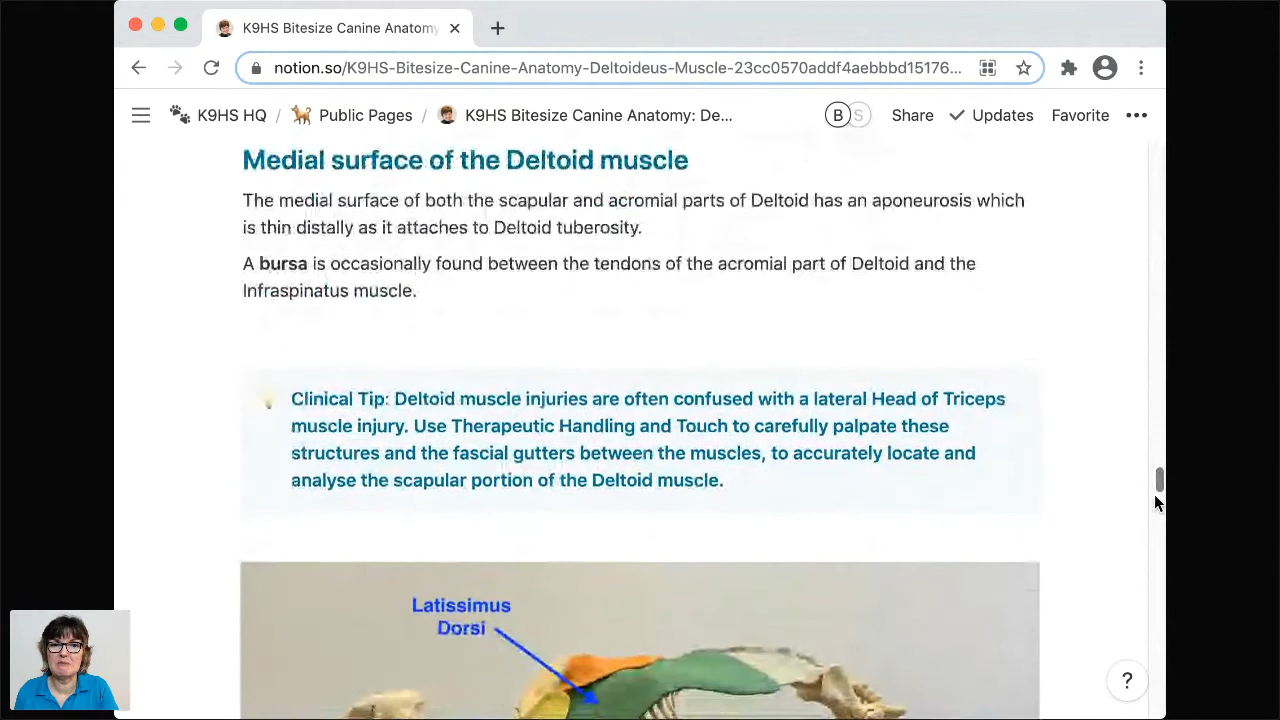 K9HS Bitesize Canine Anatomy
notion.so/K9HS-Bitesize-Canine-Anatomy-Deltoideus-Muscle-23cc0570addf4aebbbd15176...
K9HS HQ / Public Pages / K9HS Bitesize Canine Anatomy: De...
B S Share Updates Favorite
Medial surface of the Deltoid muscle
The medial surface of both the scapular and acromial parts of Deltoid has an aponeurosis which
is thin distally as it attaches to Deltoid tuberosity.
A bursa is occasionally found between the tendons of the acromial part of Deltoid and the
Infraspinatus muscle.
Clinical Tip: Deltoid muscle injuries are often confused with a lateral Head of Triceps
muscle injury. Use Therapeutic Handling and Touch to carefully palpate these
structures and the fascial gutters between the muscles, to accurately locate and
analyse the scapular portion of the Deltoid muscle.
Latissimus
Dorsi
?